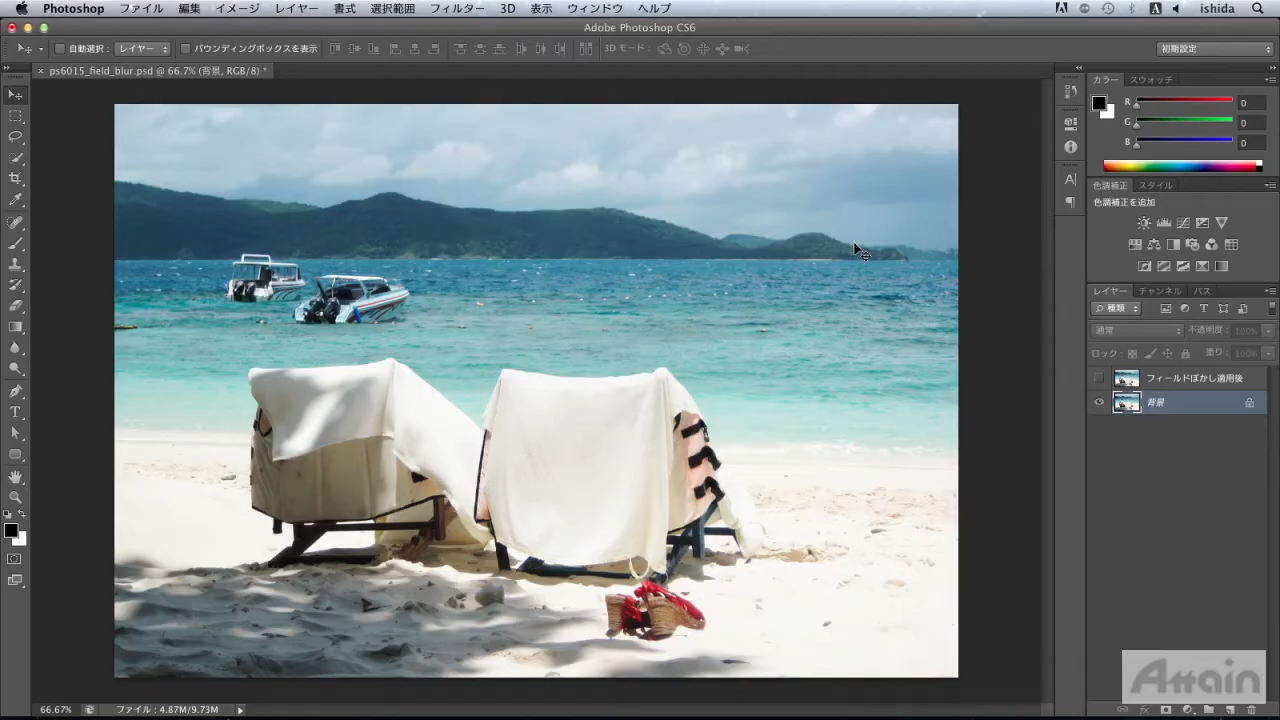 Photoshop ファイル 編集 イメージ レイヤー 書式 選択範囲 フィルター 3D 表示 ウィンドウ ヘルプ ishida
Adobe Photoshop CS6
自動選択： レイヤー バウンディングボックスを表示 3D モード： 初期設定
× ps6015_field_blur.psd @ 66.7% (背景, RGB/8) *
カラー スウォッチ
R 0
G 0
B 0
色調補正 スタイル
色調補正を追加
レイヤー チャンネル パス
種類
通常 不透明度： 100%
ロック： 塗り： 100%
フィールドぼかし適用後
背景
Attain
66.67% ファイル：4.87M/9.73M